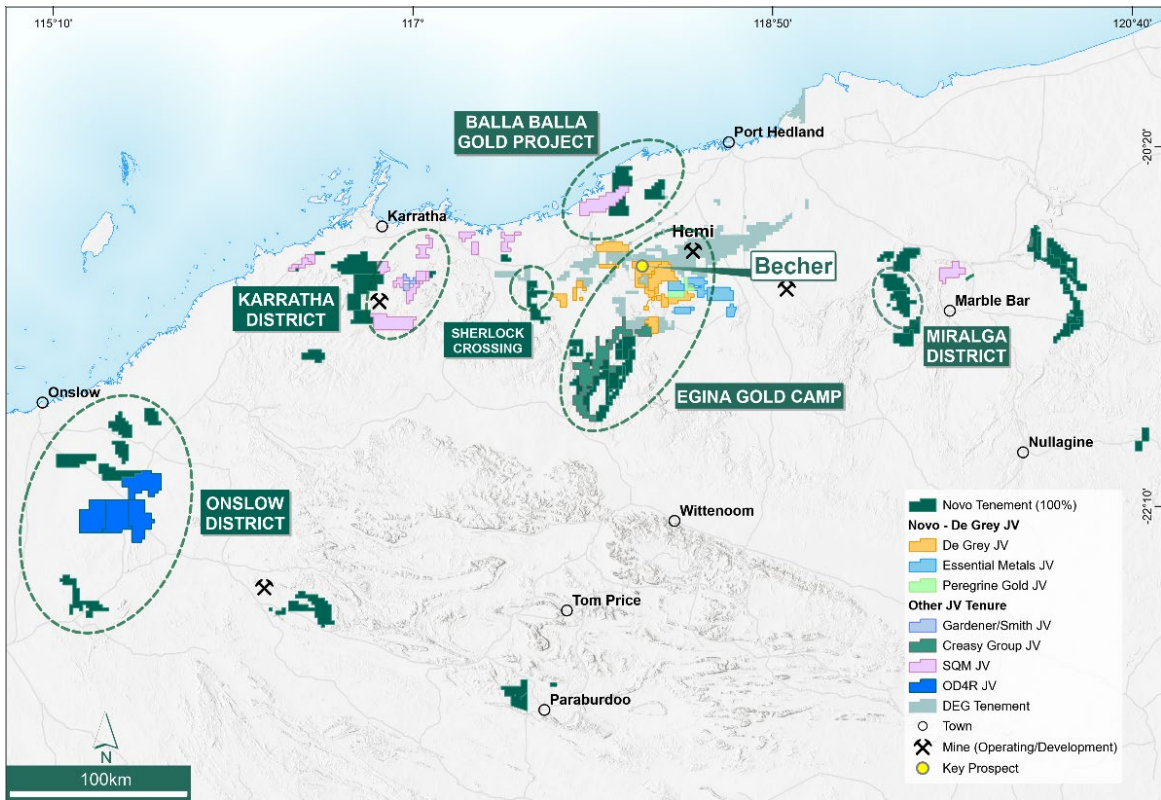 115°10'
117°
118°50'
120°40'
BALLA BALLA
GOLD PROJECT
Port Hedland
-20°20'
Karratha
Hemi
Becher
KARRATHA
DISTRICT
SHERLOCK
CROSSING
Marble Bar
MIRALGA
DISTRICT
Onslow
EGINA GOLD CAMP
Nullagine
ONSLOW
DISTRICT
Wittenoom
-22°10'
Tom Price
Paraburdoo
Novo Tenement (100%)
Novo - De Grey JV
De Grey JV
Essential Metals JV
Peregrine Gold JV
Other JV Tenure
Gardener/Smith JV
Creasy Group JV
SQM JV
OD4R JV
DEG Tenement
Town
Mine (Operating/Development)
Key Prospect
N
100km